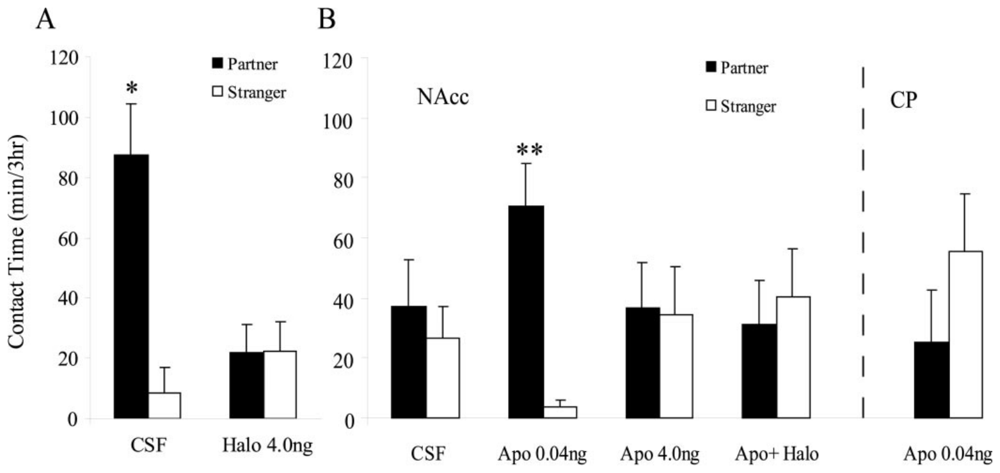 A
B
120
100
80
60
40
20
0
Contact Time (min/3hr)
*
Partner
Stranger
CSF
Halo 4.0ng
120
100
80
60
40
20
0
NAcc
**
Partner
Stranger
CP
CSF
Apo 0.04ng
Apo 4.0ng
Apo+ Halo
Apo 0.04ng